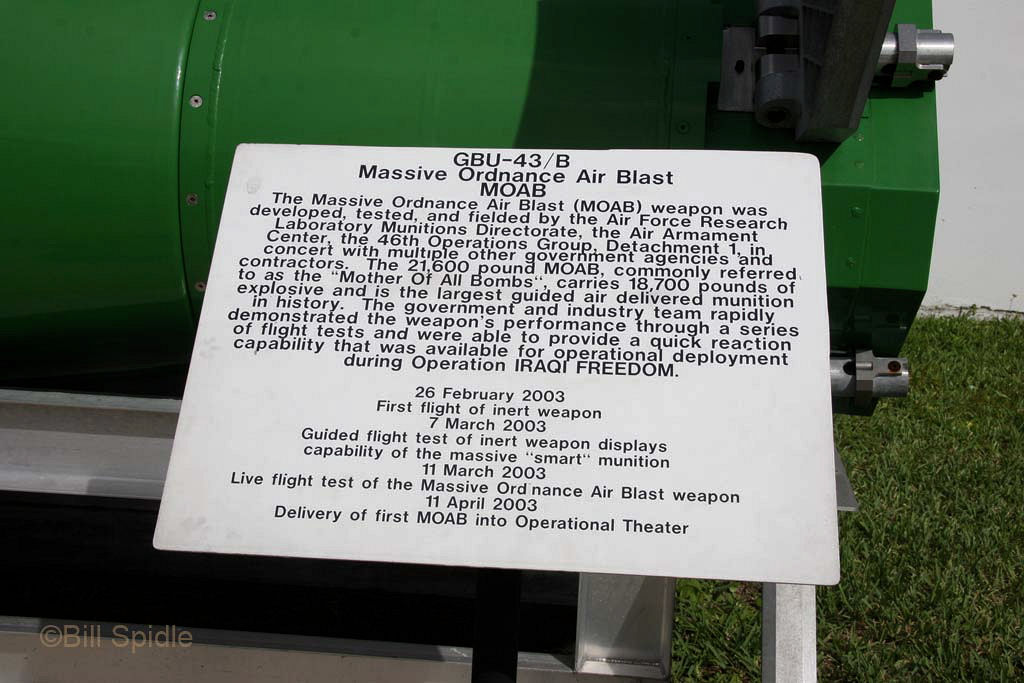 GBU-43/B
Massive Ordnance Air Blast
MOAB
The Massive Ordnance Air Blast (MOAB) weapon was
developed, tested, and fielded by the Air Force Research
Laboratory Munitions Directorate, the Air Armament
Center, the 46th Operations Group, Detachment 1, in
concert with multiple other government agencies and
contractors. The 21,600 pound MOAB, commonly referred
to as the "Mother Of All Bombs", carries 18,700 pounds of
explosive and is the largest guided air delivered munition
in history. The government and industry team rapidly
demonstrated the weapon's performance through a series
of flight tests and were able to provide a quick reaction
capability that was available for operational deployment
during Operation IRAQI FREEDOM.
26 February 2003
First flight of inert weapon
7 March 2003
Guided flight test of inert weapon displays
capability of the massive "smart" munition
11 March 2003
Live flight test of the Massive Ordnance Air Blast weapon
11 April 2003
Delivery of first MOAB into Operational Theater
©Bill Spidle